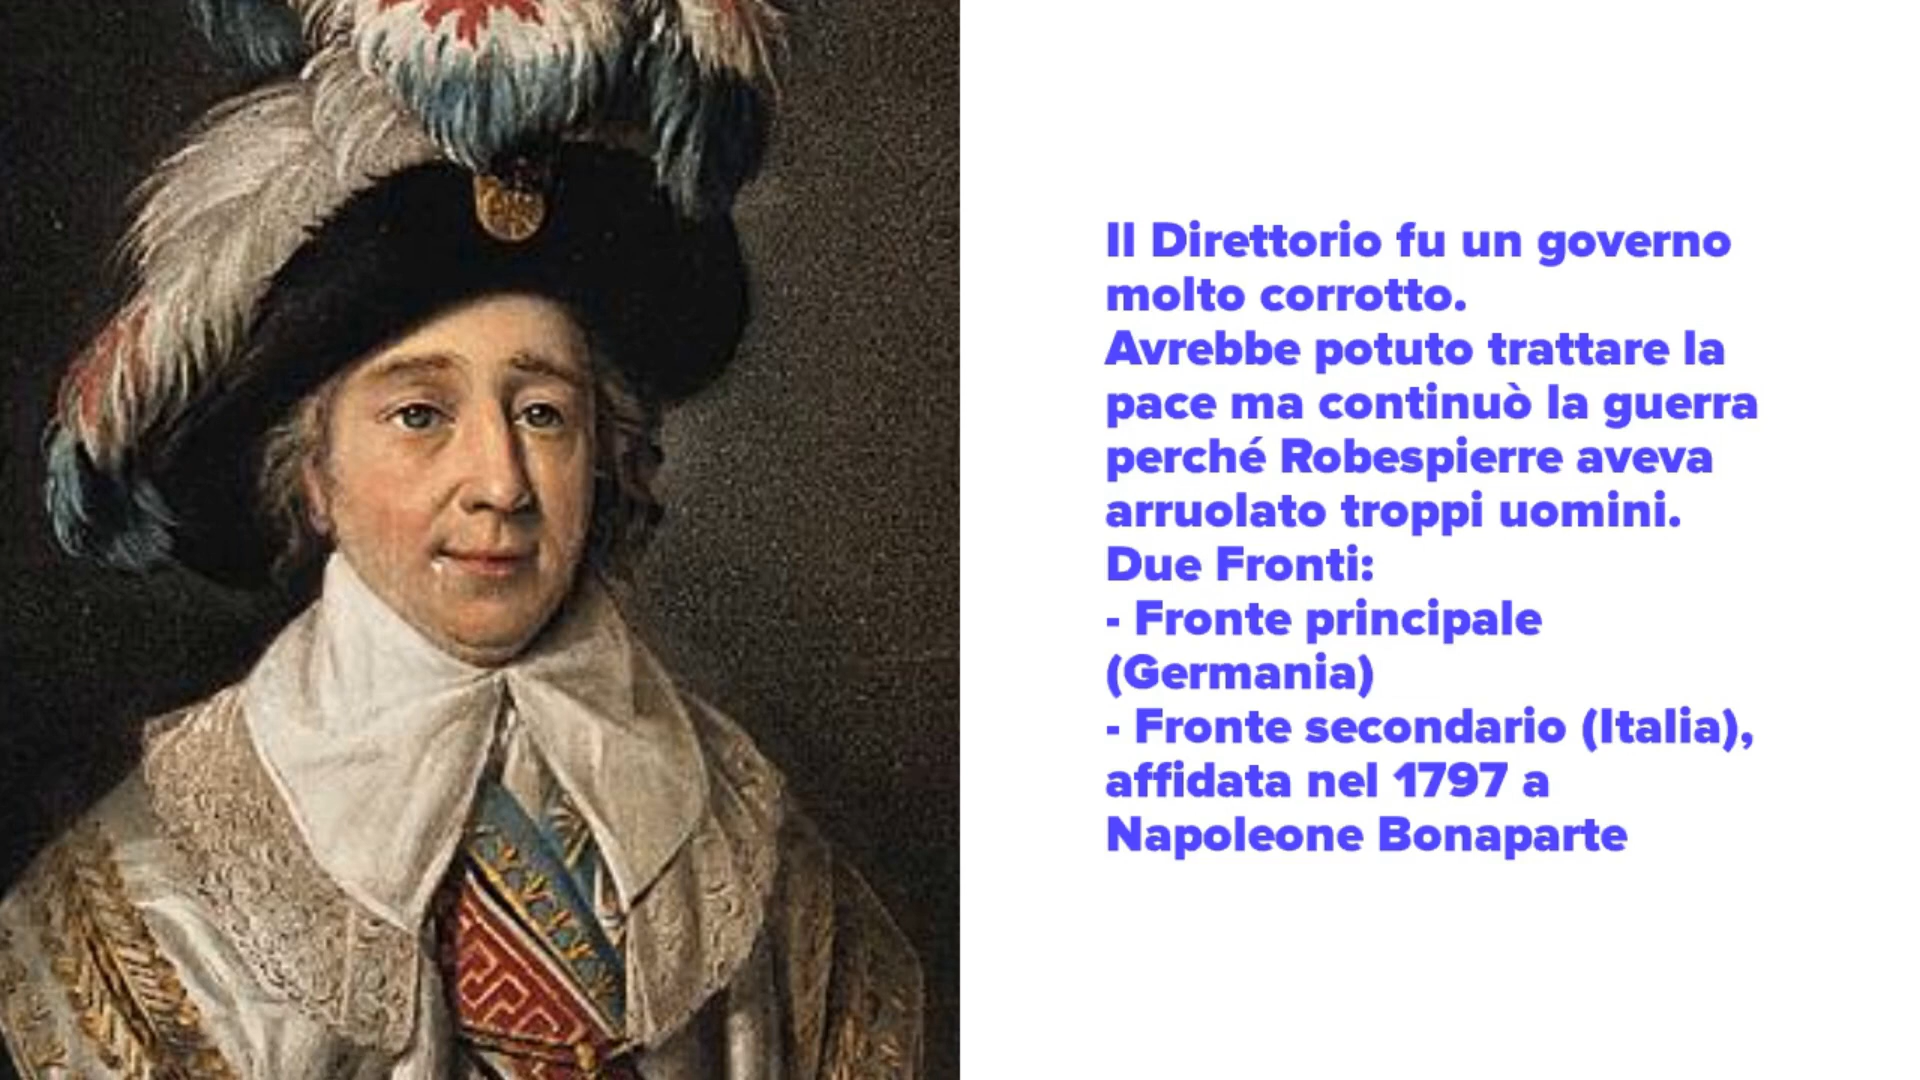 Il Direttorio fu un governo
molto corrotto.
Avrebbe potuto trattare la
pace ma continuò la guerra
perché Robespierre aveva
arruolato troppi uomini.
Due Fronti:
- Fronte principale
(Germania)
- Fronte secondario (Italia),
affidata nel 1797 a
Napoleone Bonaparte